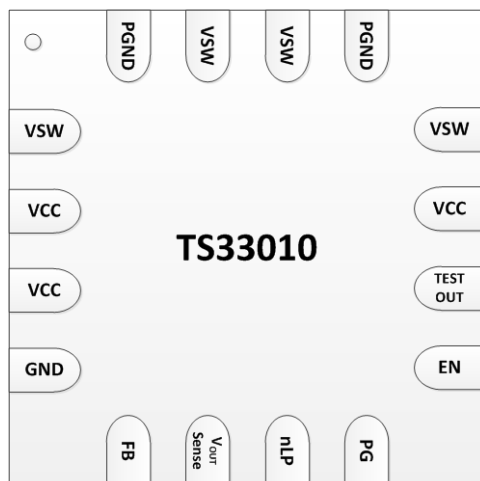 PGND
VSW
VSW
PGND
VSW
VSW
VCC
VCC
TS33010
VCC
TEST
OUT
GND
EN
FB
VOUT
Sense
nLP
PG